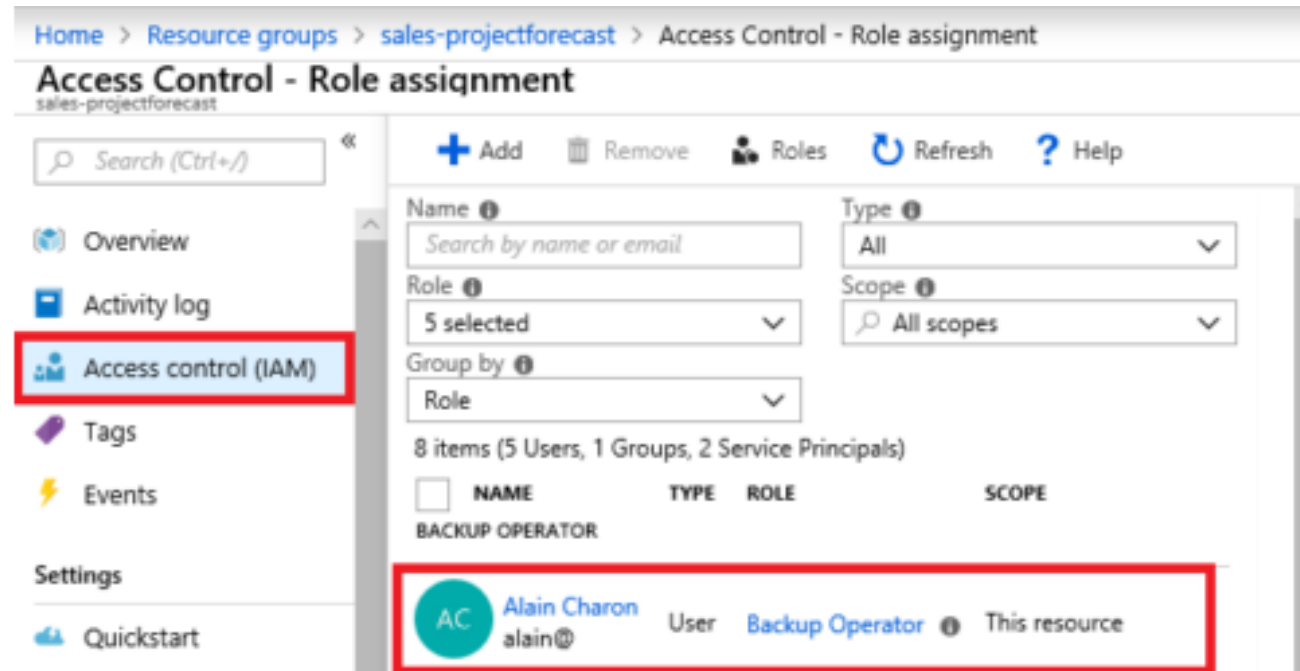 Home > Resource groups > sales-projectforecast > Access Control - Role assignment
Access Control - Role assignment
sales-projectforecast
Search (Ctrl+/)
«
Overview
Activity log
Access control (IAM)
Tags
Events
Settings
Quickstart
Add Remove Roles Refresh ? Help
Name Type
Search by name or email All
Role Scope
5 selected All scopes
Group by
Role
8 items (5 Users, 1 Groups, 2 Service Principals)
NAME TYPE ROLE SCOPE
BACKUP OPERATOR
AC Alain Charon User Backup Operator This resource
alain@